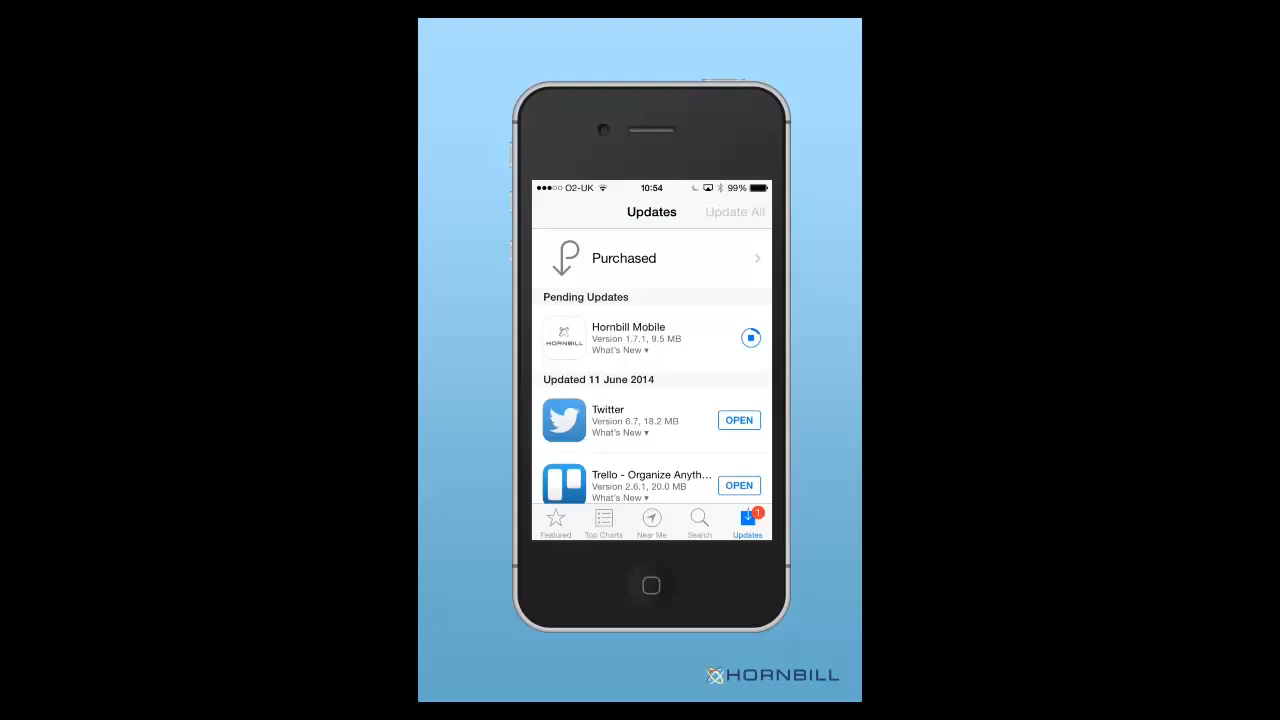 O2-UK 10:54 99%
Updates Update All
Purchased
Pending Updates
Hornbill Mobile
Version 1.7.1, 9.5 MB
What's New ▾
HORNBILL
Updated 11 June 2014
Twitter
Version 6.7, 18.2 MB
What's New ▾
OPEN
Trello - Organize Anyth...
Version 2.6.1, 20.0 MB
What's New ▾
OPEN
1
Featured Top Charts Near Me Search Updates
HORNBILL